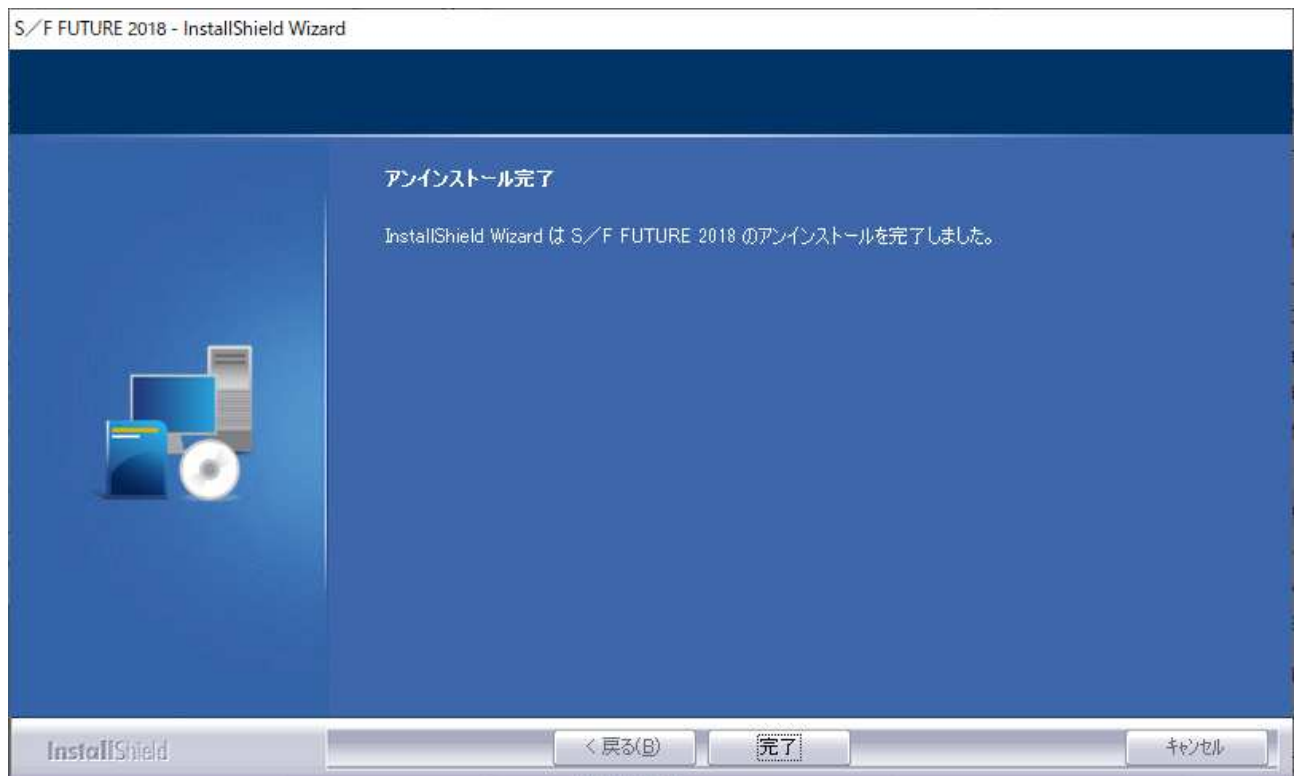 S／F FUTURE 2018 - InstallShield Wizard
アンインストール完了
InstallShield Wizard は S／F FUTURE 2018 のアンインストールを完了しました。
InstallShield
< 戻る(B)
完了
キャンセル